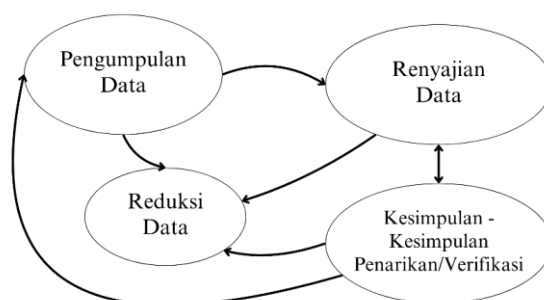 Pengumpulan
Data
Renyajian
Data
Reduksi
Data
Kesimpulan -
Kesimpulan
Penarikan/Verifikasi